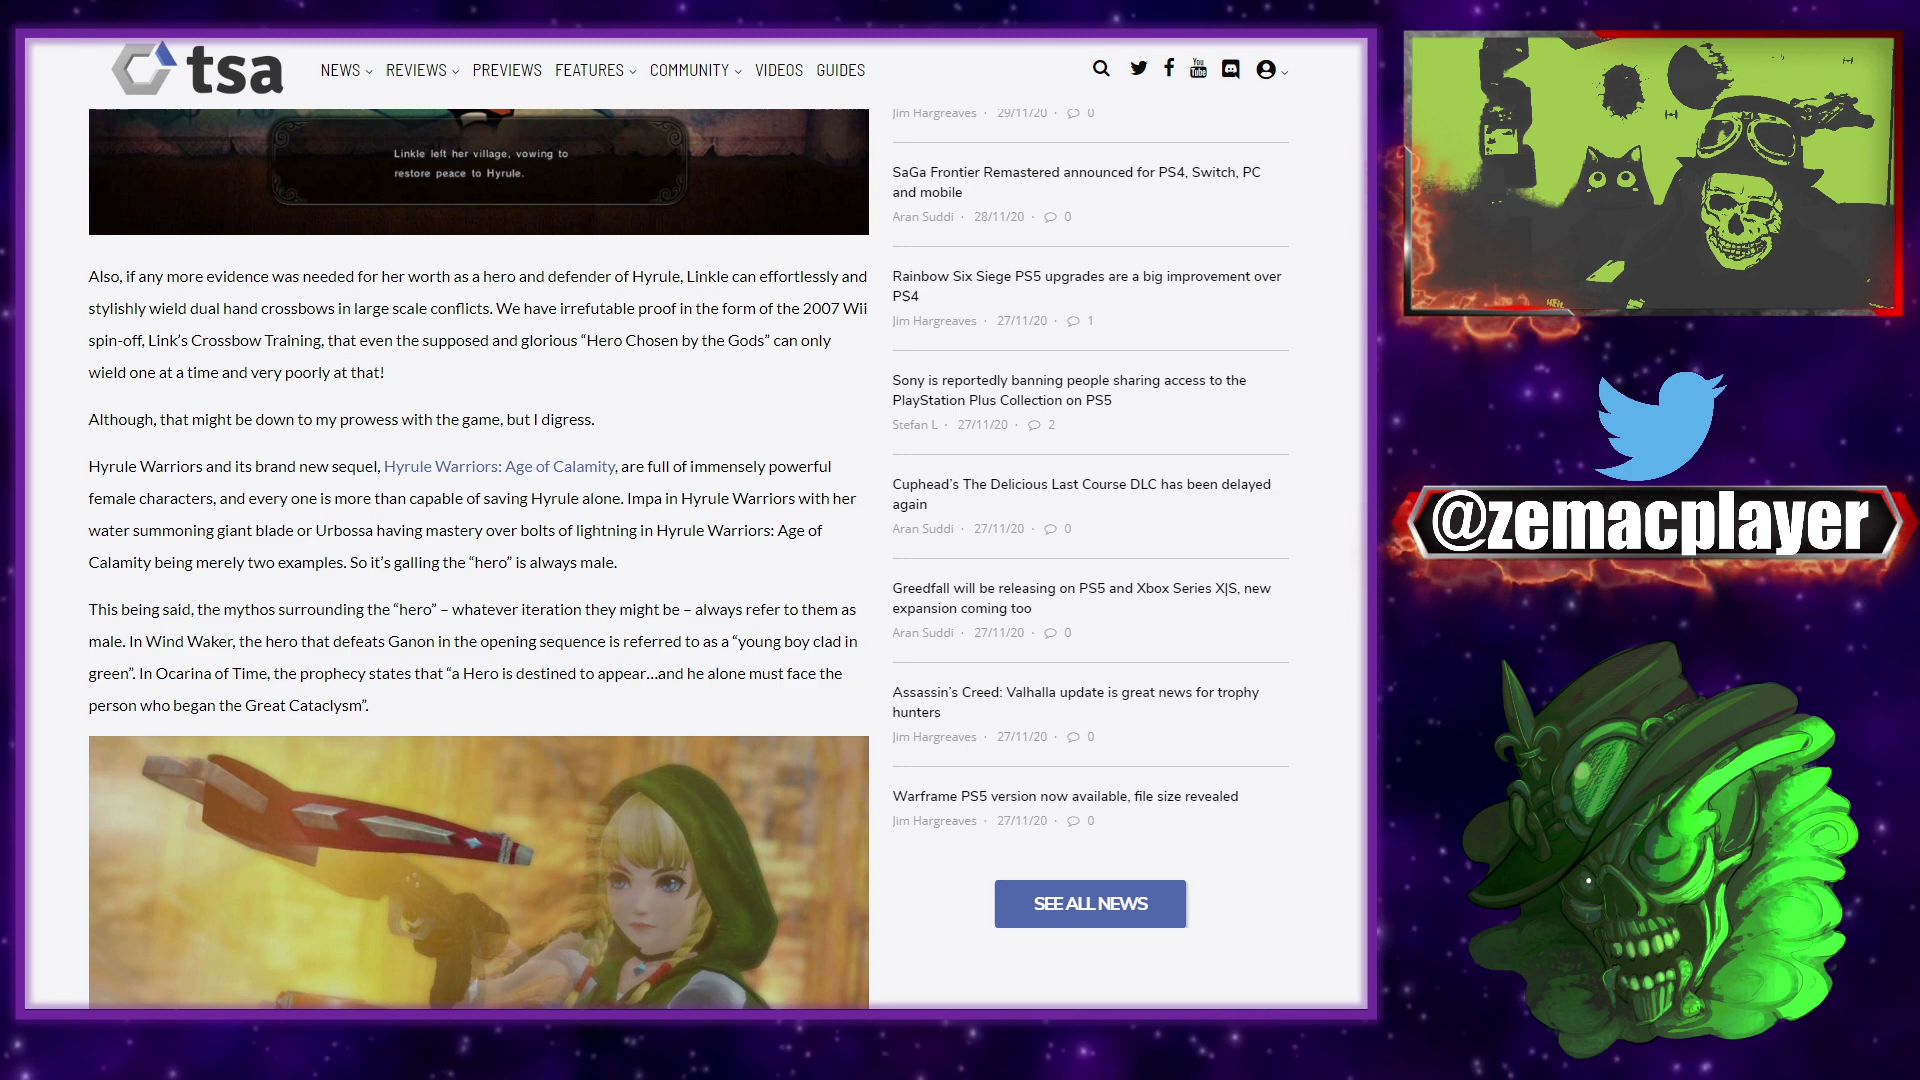 tsa
NEWS REVIEWS PREVIEWS FEATURES COMMUNITY VIDEOS GUIDES
You
Tube
Linkle left her village, vowing to
restore peace to Hyrule.
Also, if any more evidence was needed for her worth as a hero and defender of Hyrule, Linkle can effortlessly and
stylishly wield dual hand crossbows in large scale conflicts. We have irrefutable proof in the form of the 2007 Wii
spin-off, Link’s Crossbow Training, that even the supposed and glorious “Hero Chosen by the Gods” can only
wield one at a time and very poorly at that!
Although, that might be down to my prowess with the game, but I digress.
Hyrule Warriors and its brand new sequel, Hyrule Warriors: Age of Calamity, are full of immensely powerful
female characters, and every one is more than capable of saving Hyrule alone. Impa in Hyrule Warriors with her
water summoning giant blade or Urbossa having mastery over bolts of lightning in Hyrule Warriors: Age of
Calamity being merely two examples. So it’s galling the “hero” is always male.
This being said, the mythos surrounding the “hero” – whatever iteration they might be – always refer to them as
male. In Wind Waker, the hero that defeats Ganon in the opening sequence is referred to as a “young boy clad in
green”. In Ocarina of Time, the prophecy states that “a Hero is destined to appear…and he alone must face the
person who began the Great Cataclysm”.
Jim Hargreaves · 29/11/20 · 0
SaGa Frontier Remastered announced for PS4, Switch, PC
and mobile
Aran Suddi · 28/11/20 · 0
Rainbow Six Siege PS5 upgrades are a big improvement over
PS4
Jim Hargreaves · 27/11/20 · 1
Sony is reportedly banning people sharing access to the
PlayStation Plus Collection on PS5
Stefan L · 27/11/20 · 2
Cuphead’s The Delicious Last Course DLC has been delayed
again
Aran Suddi · 27/11/20 · 0
Greedfall will be releasing on PS5 and Xbox Series X|S, new
expansion coming too
Aran Suddi · 27/11/20 · 0
Assassin’s Creed: Valhalla update is great news for trophy
hunters
Jim Hargreaves · 27/11/20 · 0
Warframe PS5 version now available, file size revealed
Jim Hargreaves · 27/11/20 · 0
SEE ALL NEWS
@zemacplayer